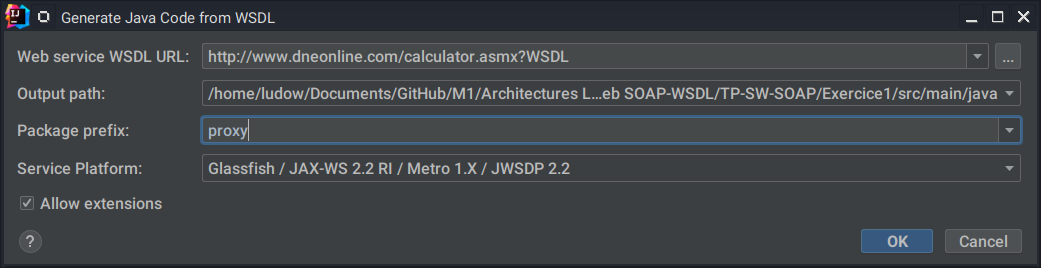 Generate Java Code from WSDL
Web service WSDL URL: http://www.dneonline.com/calculator.asmx?WSDL ...
Output path: /home/ludow/Documents/GitHub/M1/Architectures L...eb SOAP-WSDL/TP-SW-SOAP/Exercice1/src/main/java
Package prefix: proxy
Service Platform: Glassfish / JAX-WS 2.2 RI / Metro 1.X / JWSDP 2.2
Allow extensions
? OK Cancel